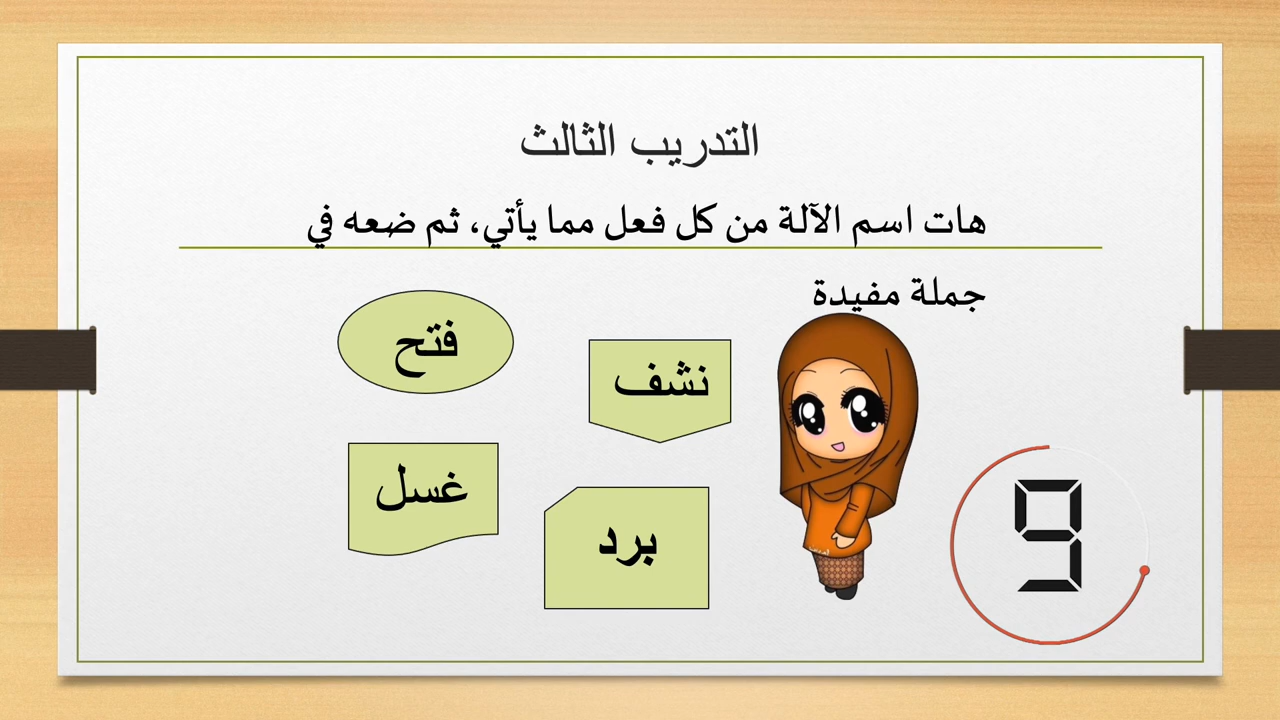 التدريب الثالث
هات اسم الآلة من كل فعل مما يأتي، ثم ضعه في
جملة مفيدة
فتح
نشف
غسل
برد
9